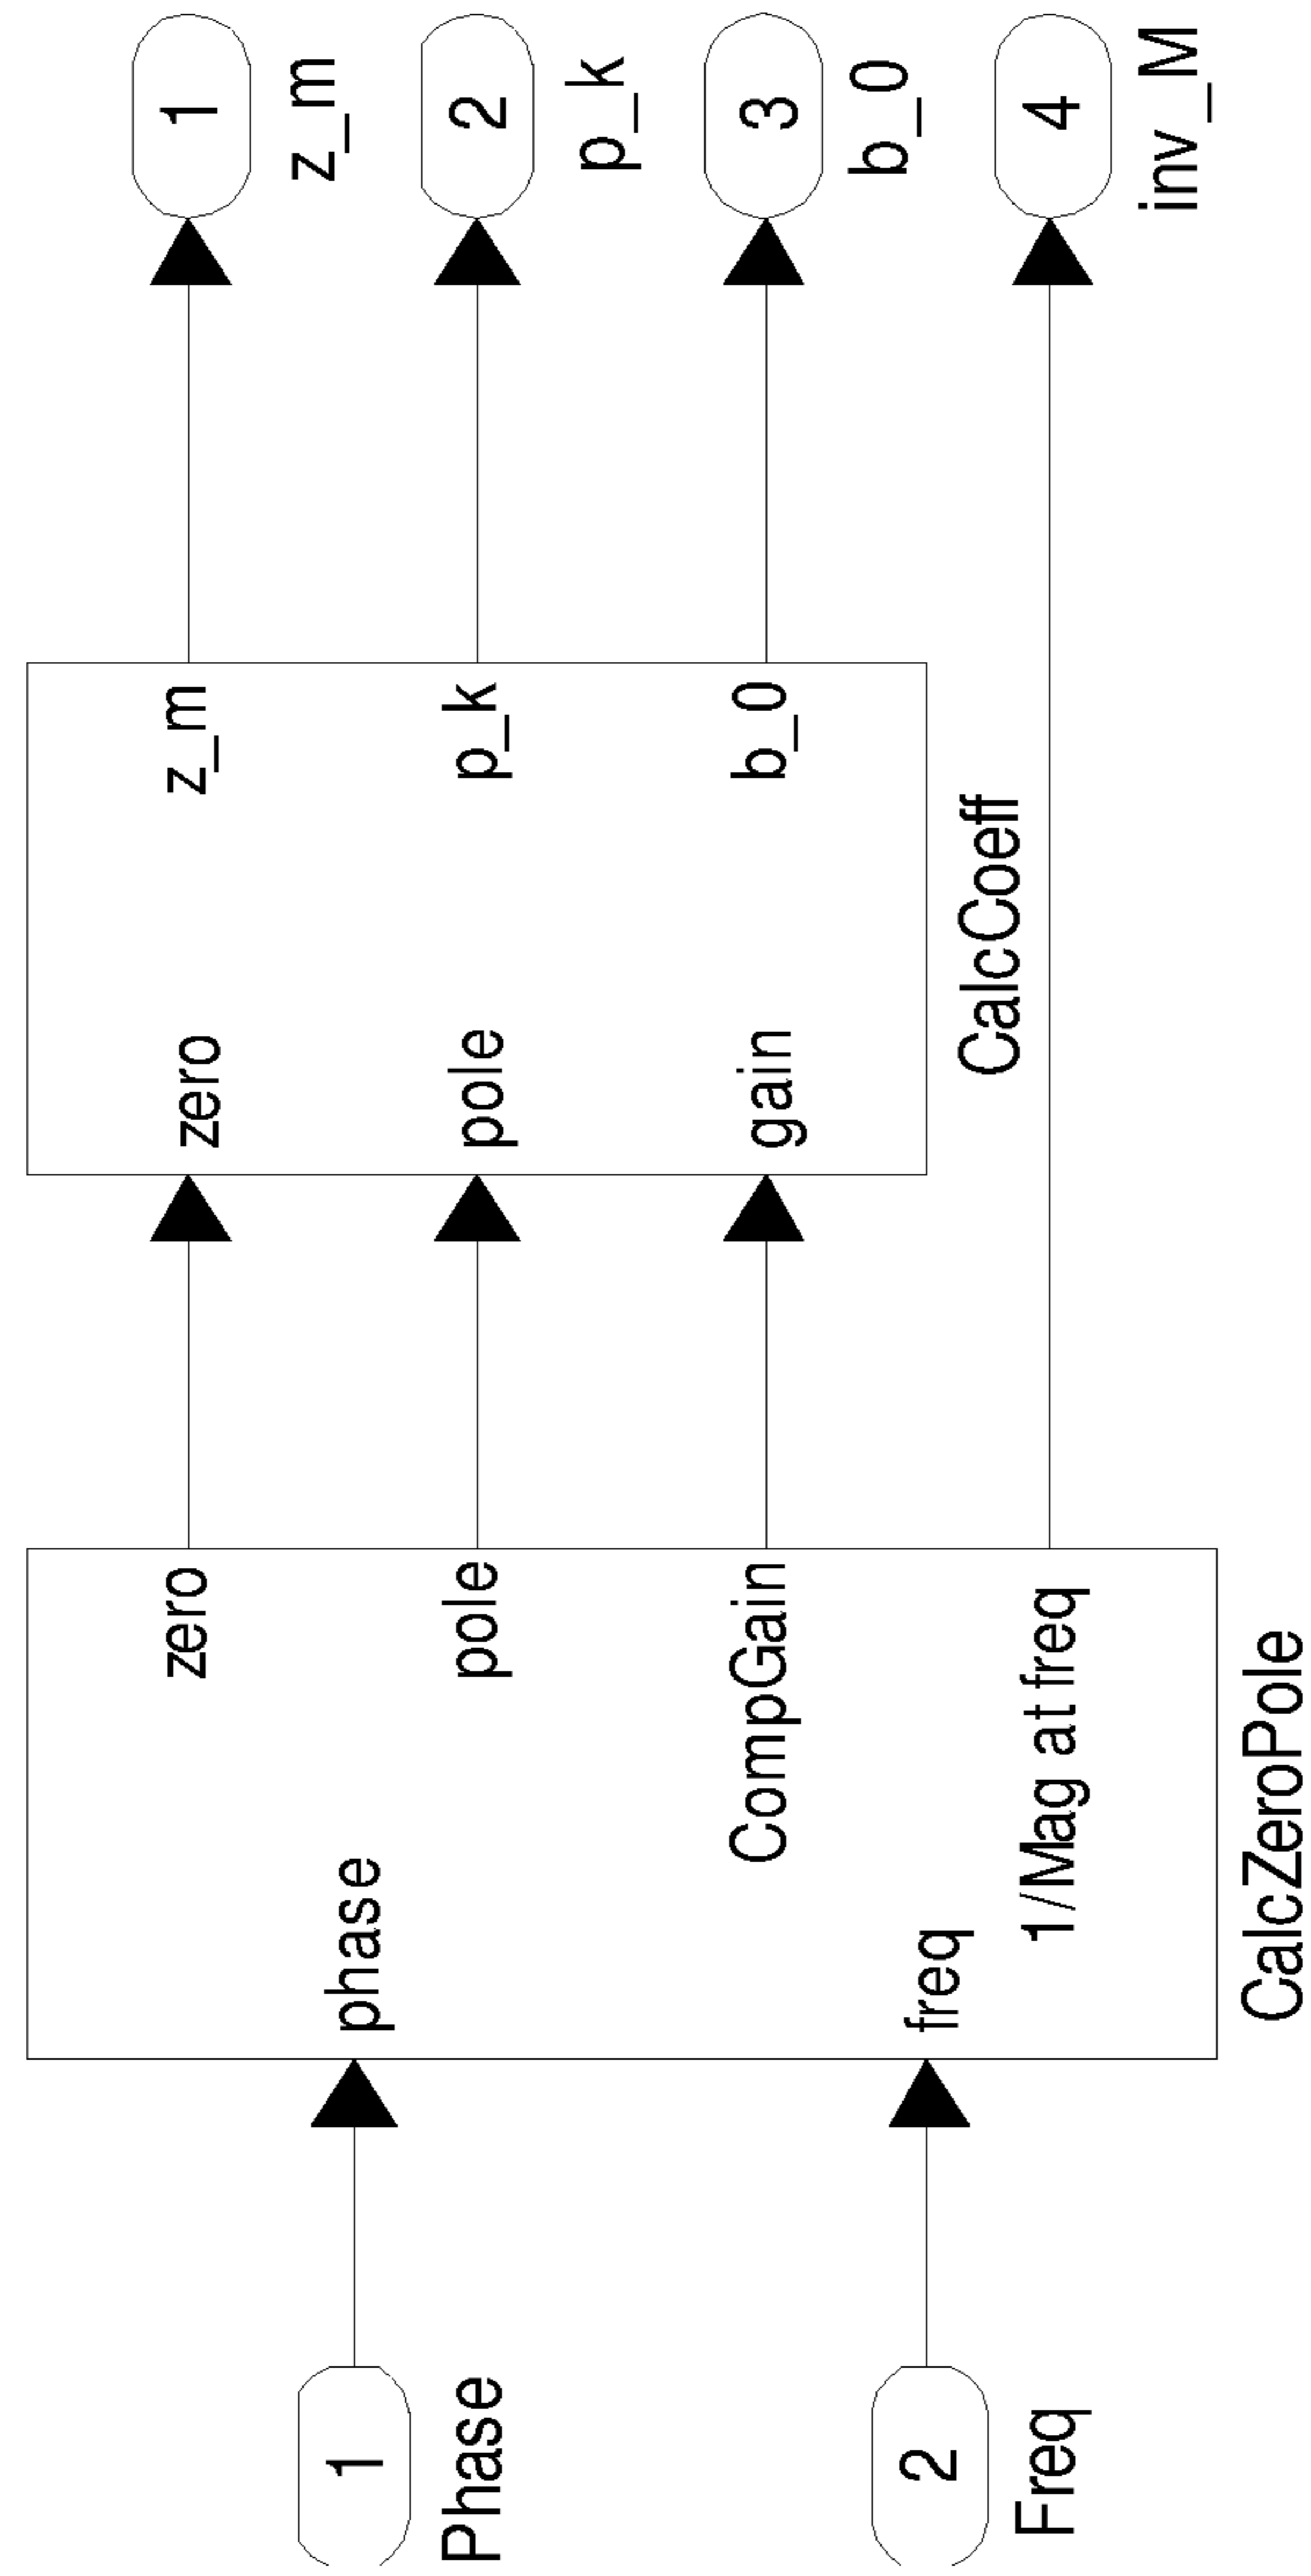 1
Phase
2
Freq
phase
freq
zero
pole
CompGain
1/Mag at freq
CalcZeroPole
zero
pole
gain
z_m
p_k
b_0
CalcCoeff
1
z_m
2
p_k
3
b_0
4
inv_M